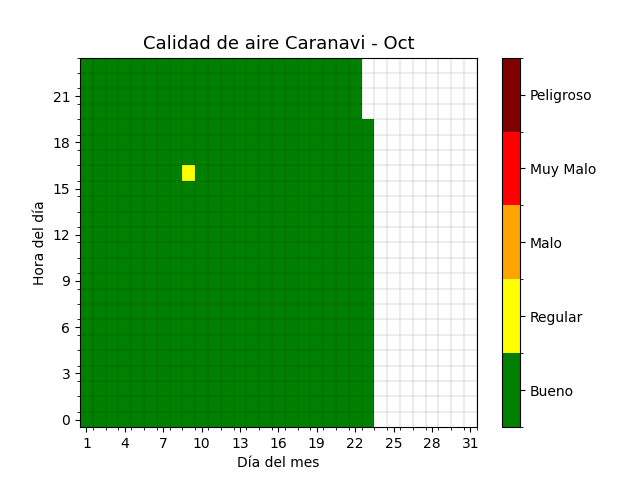 Calidad de aire Caranavi - Oct
Hora del día
21
18
15
12
9
6
3
0
1 4 7 10 13 16 19 22 25 28 31
Día del mes
Peligroso
Muy Malo
Malo
Regular
Bueno